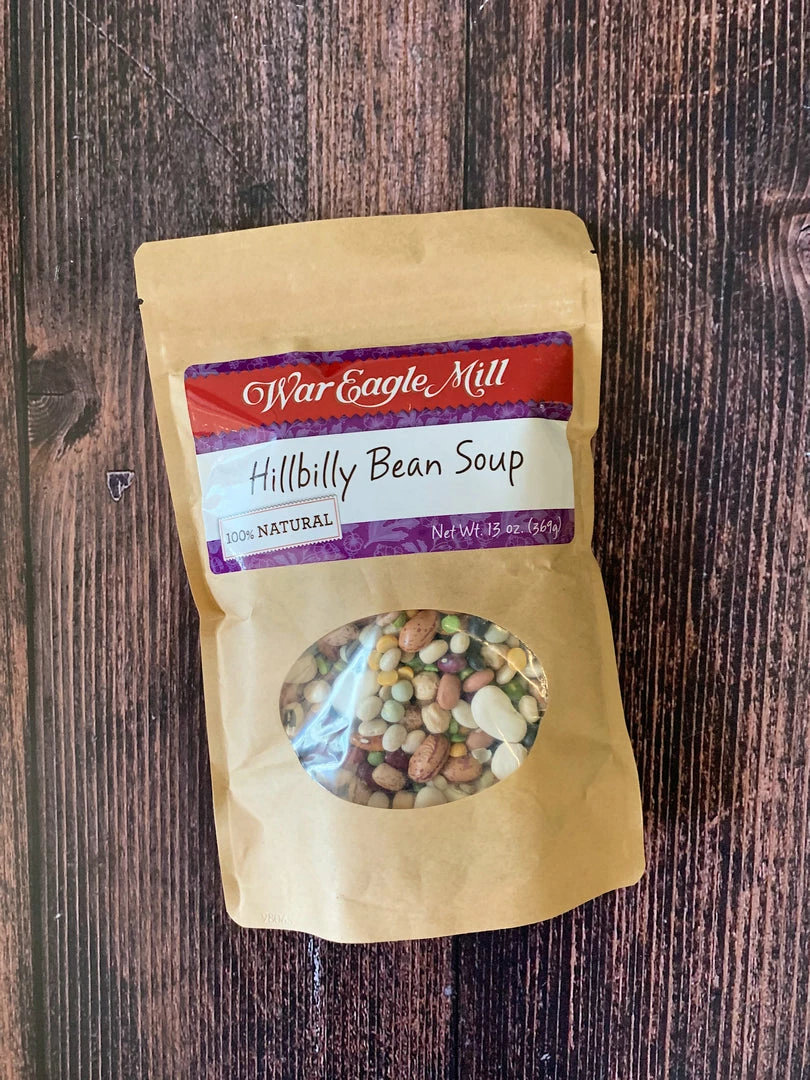 War Eagle Mill
Hillbilly Bean Soup
100% NATURAL
Net Wt. 13 oz. (369g)